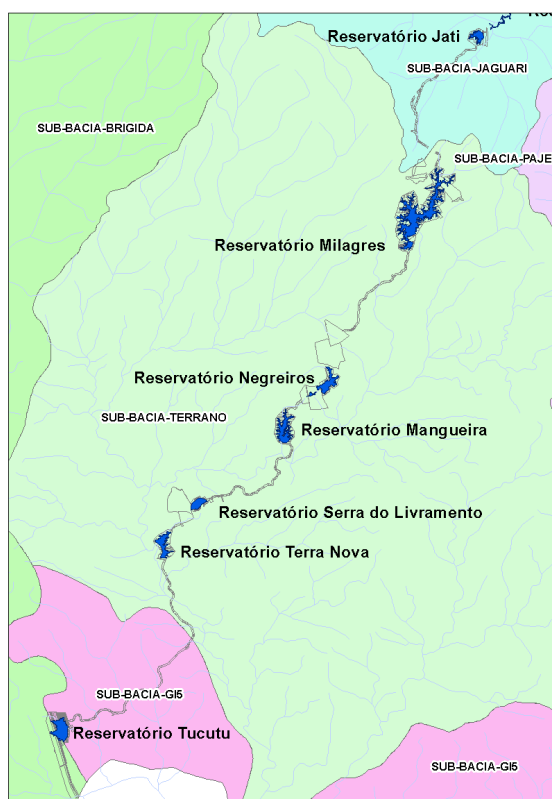 Reservatório Jati
SUB-BACIA-JAGUARI
SUB-BACIA-BRIGIDA
SUB-BACIA-PAJE
Reservatório Milagres
Reservatório Negreiros
SUB-BACIA-TERRANO
Reservatório Mangueira
Reservatório Serra do Livramento
Reservatório Terra Nova
SUB-BACIA-GI5
Reservatório Tucutu
SUB-BACIA-GI5